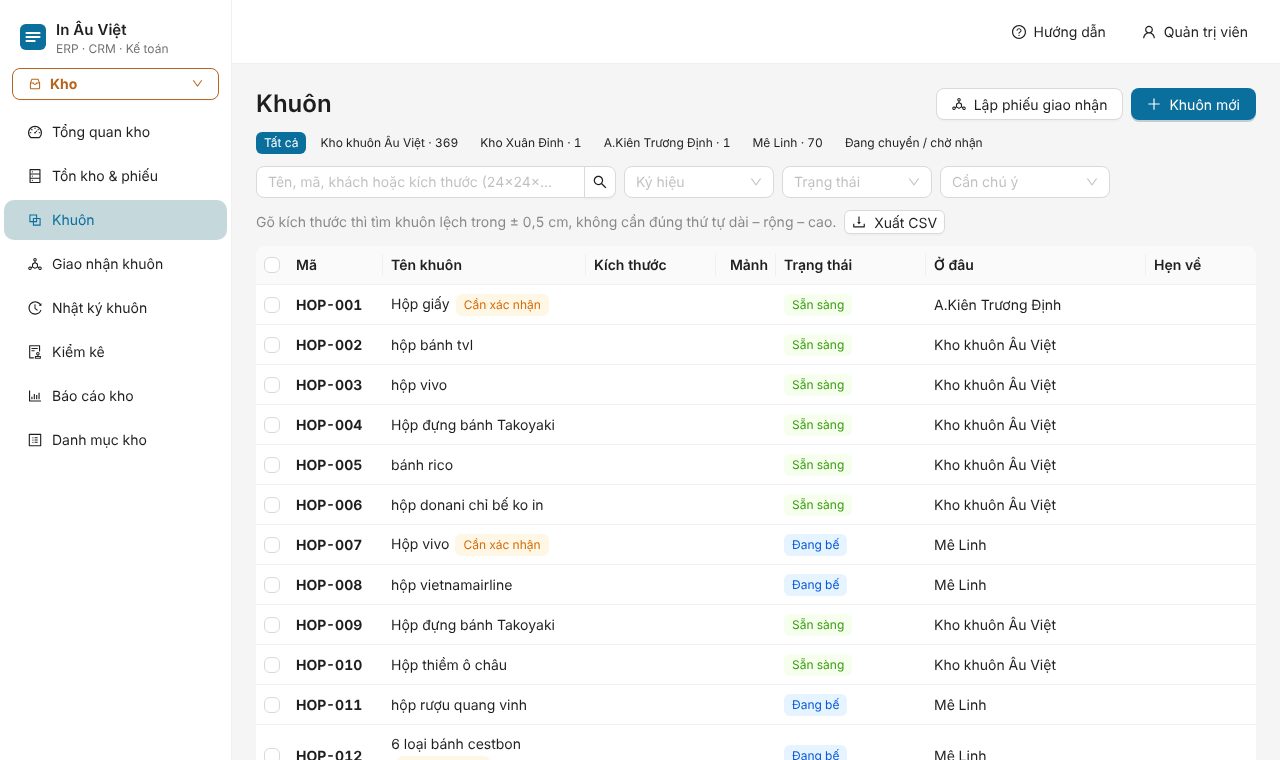 In Âu Việt
ERP · CRM · Kế toán
Hướng dẫn
Quản trị viên
Kho
Tổng quan kho
Tồn kho & phiếu
Khuôn
Giao nhận khuôn
Nhật ký khuôn
Kiểm kê
Báo cáo kho
Danh mục kho
Khuôn
Lập phiếu giao nhận
Khuôn mới
Tất cả Kho khuôn Âu Việt · 369 Kho Xuân Đỉnh · 1 A.Kiên Trương Định · 1 Mê Linh · 70 Đang chuyển / chờ nhận
Tên, mã, khách hoặc kích thước (24×24×... Ký hiệu Trạng thái Cần chú ý
Gõ kích thước thì tìm khuôn lệch trong ± 0,5 cm, không cần đúng thứ tự dài – rộng – cao. Xuất CSV
Mã Tên khuôn Kích thước Mảnh Trạng thái Ở đâu Hẹn về
HOP-001 Hộp giấy Cần xác nhận Sẵn sàng A.Kiên Trương Định
HOP-002 hộp bánh tvl Sẵn sàng Kho khuôn Âu Việt
HOP-003 hộp vivo Sẵn sàng Kho khuôn Âu Việt
HOP-004 Hộp đựng bánh Takoyaki Sẵn sàng Kho khuôn Âu Việt
HOP-005 bánh rico Sẵn sàng Kho khuôn Âu Việt
HOP-006 hộp donani chỉ bế ko in Sẵn sàng Kho khuôn Âu Việt
HOP-007 Hộp vivo Cần xác nhận Đang bế Mê Linh
HOP-008 hộp vietnamairline Đang bế Mê Linh
HOP-009 Hộp đựng bánh Takoyaki Sẵn sàng Kho khuôn Âu Việt
HOP-010 Hộp thiềm ô châu Sẵn sàng Kho khuôn Âu Việt
HOP-011 hộp rượu quang vinh Đang bế Mê Linh
HOP-012 6 loại bánh cestbon Đang bế Mê Linh